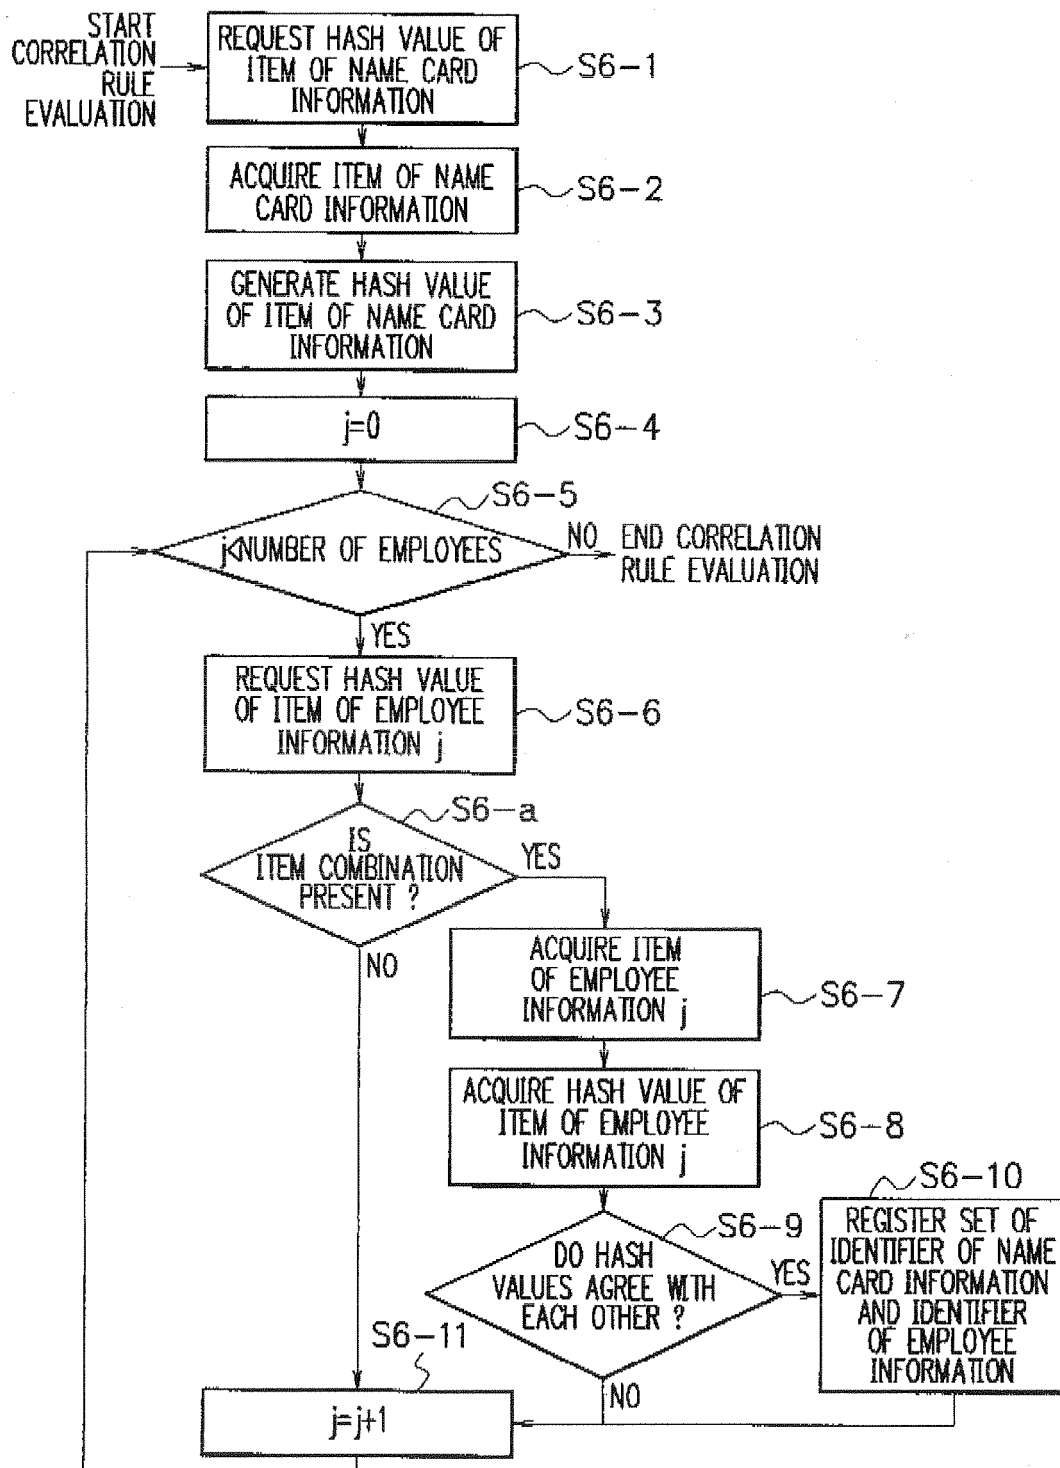 START
CORRELATION
RULE
EVALUATION
REQUEST HASH VALUE OF
ITEM OF NAME CARD
INFORMATION
S6-1
ACQUIRE ITEM OF NAME
CARD INFORMATION
S6-2
GENERATE HASH VALUE
OF ITEM OF NAME CARD
INFORMATION
S6-3
j=0
S6-4
S6-5
j<NUMBER OF EMPLOYEES
NO
END CORRELATION
RULE EVALUATION
YES
REQUEST HASH VALUE
OF ITEM OF EMPLOYEE
INFORMATION j
S6-6
S6-a
IS
ITEM COMBINATION
PRESENT ?
YES
NO
ACQUIRE ITEM
OF EMPLOYEE
INFORMATION j
S6-7
ACQUIRE HASH VALUE OF
ITEM OF EMPLOYEE
INFORMATION j
S6-8
S6-9
DO HASH
VALUES AGREE WITH
EACH OTHER ?
YES
NO
S6-10
REGISTER SET OF
IDENTIFIER OF NAME
CARD INFORMATION
AND IDENTIFIER
OF EMPLOYEE
INFORMATION
S6-11
j=j+1